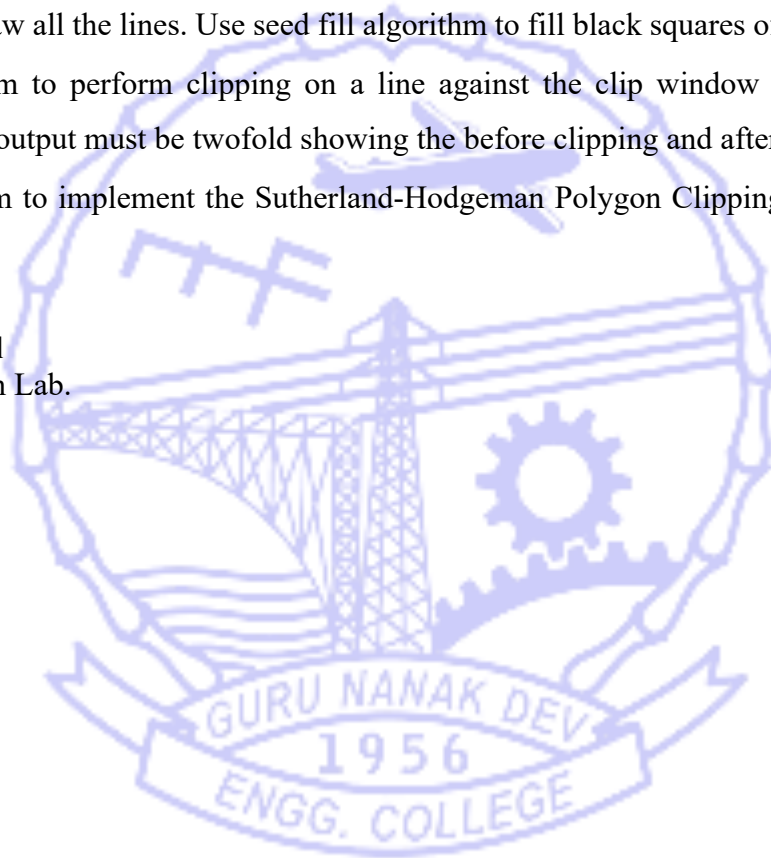 w all the lines. Use seed fill algorithm to fill black squares o
m to perform clipping on a line against the clip window
output must be twofold showing the before clipping and after
m to implement the Sutherland-Hodgeman Polygon Clipping
Lab.
GURU NANAK DEV
1956
ENGG. COLLEGE